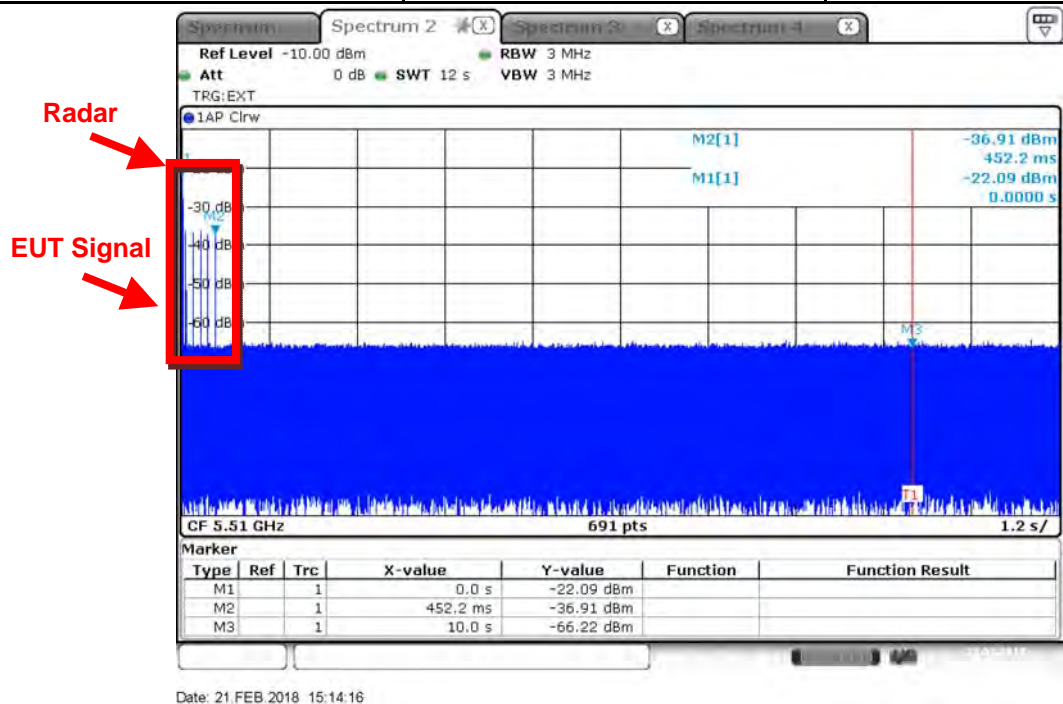 Spectrum Spectrum 2 X Spectrum 3 X Spectrum 4 X
Ref Level -10.00 dBm RBW 3 MHz
Att 0 dB SWT 12 s VBW 3 MHz
TRG:EXT
1AP Clrw
Radar
EUT Signal
M2[1] -36.91 dBm
452.2 ms
M1[1] -22.09 dBm
0.0000 s
-30 dB
M2
-40 dB
-50 dB
-60 dB
M3
T1
CF 5.51 GHz 691 pts 1.2 s/
Marker
Type Ref Trc X-value Y-value Function Function Result
M1 1 0.0 s -22.09 dBm
M2 1 452.2 ms -36.91 dBm
M3 1 10.0 s -66.22 dBm
Date: 21.FEB.2018 15:14:16